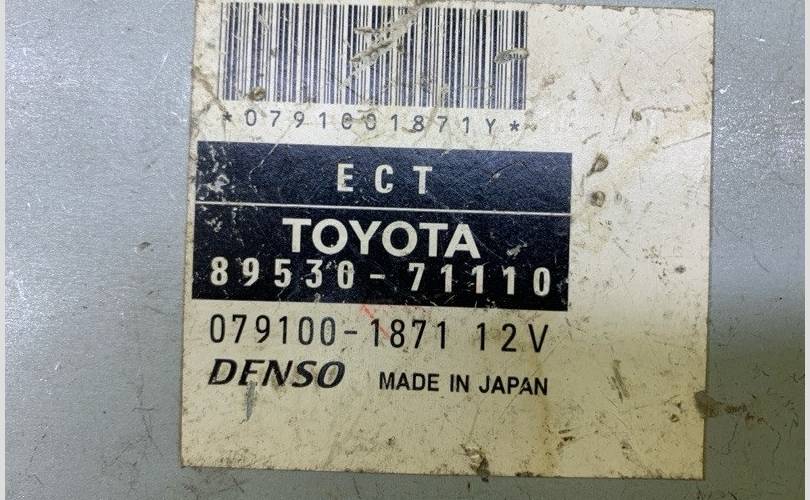 *0791001871Y*
ECT
TOYOTA
89530-71110
079100-1871 12V
DENSO MADE IN JAPAN